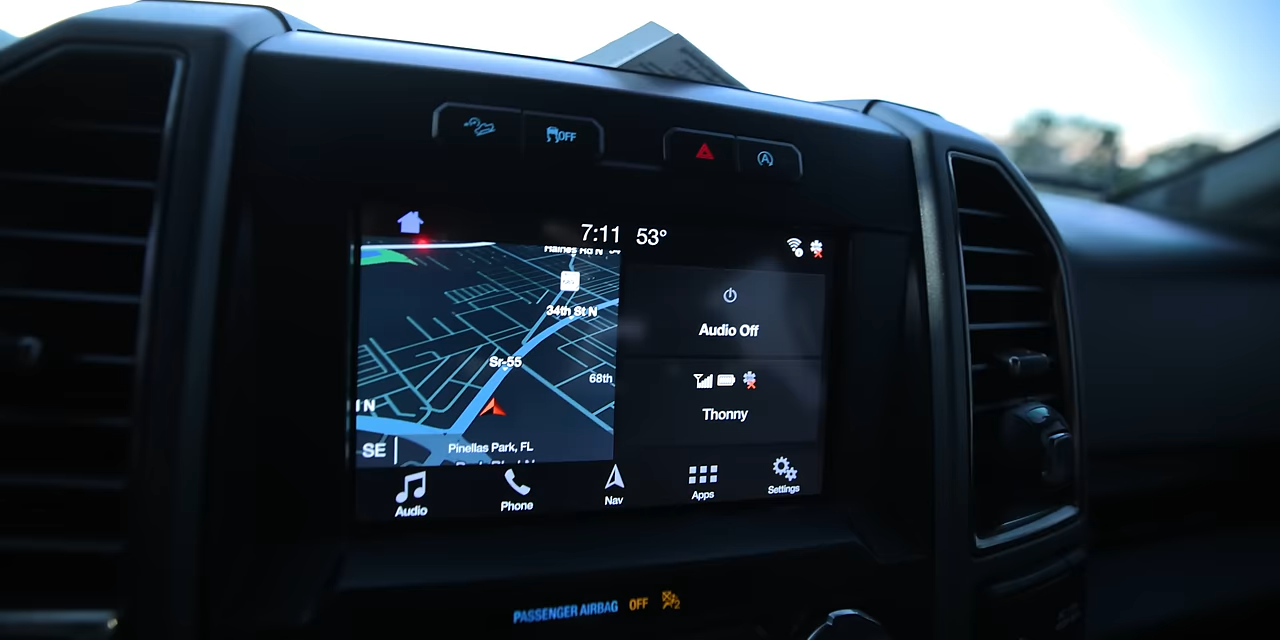 OFF
A
7:11 53°
Haines Rd N
34th St N
Sr-55
68th
N
SE
Pinellas Park, FL
Audio Off
Thonny
Audio
Phone
Nav
Apps
Settings
PASSENGER AIRBAG OFF 2